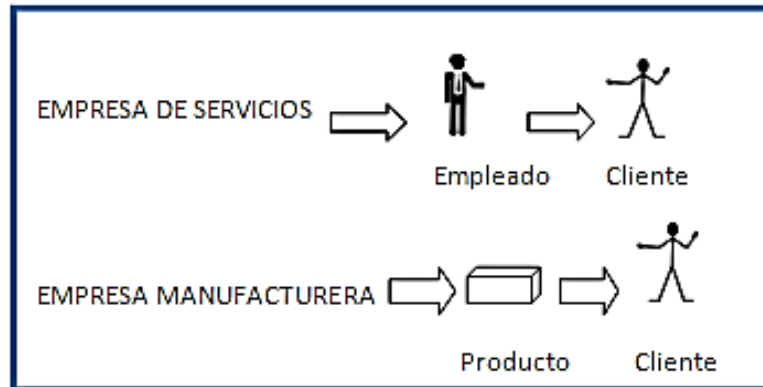 EMPRESA DE SERVICIOS
Empleado
Cliente
EMPRESA MANUFACTURERA
Producto
Cliente